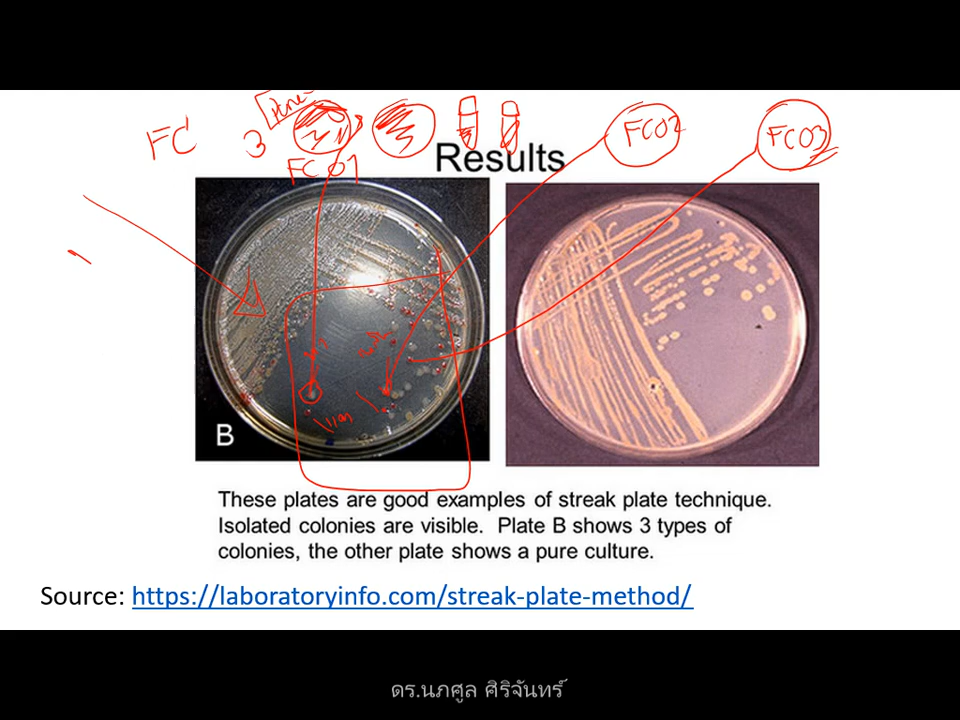 FC 3 Pure
FC01
FC02
FC03
Results
1
B
These plates are good examples of streak plate technique.
Isolated colonies are visible. Plate B shows 3 types of
colonies, the other plate shows a pure culture.
Source: https://laboratoryinfo.com/streak-plate-method/
ดร.นภศูล ศิริจันทร์